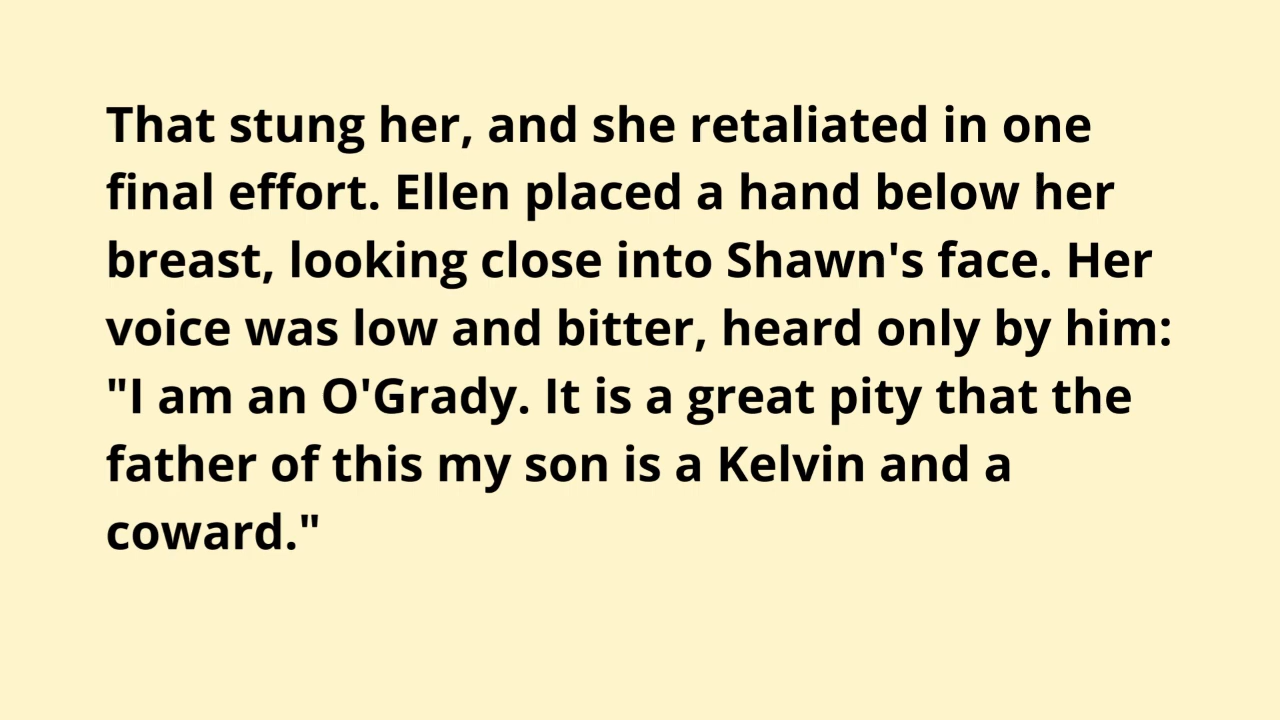 That stung her, and she retaliated in one
final effort. Ellen placed a hand below her
breast, looking close into Shawn's face. Her
voice was low and bitter, heard only by him:
"I am an O'Grady. It is a great pity that the
father of this my son is a Kelvin and a
coward."